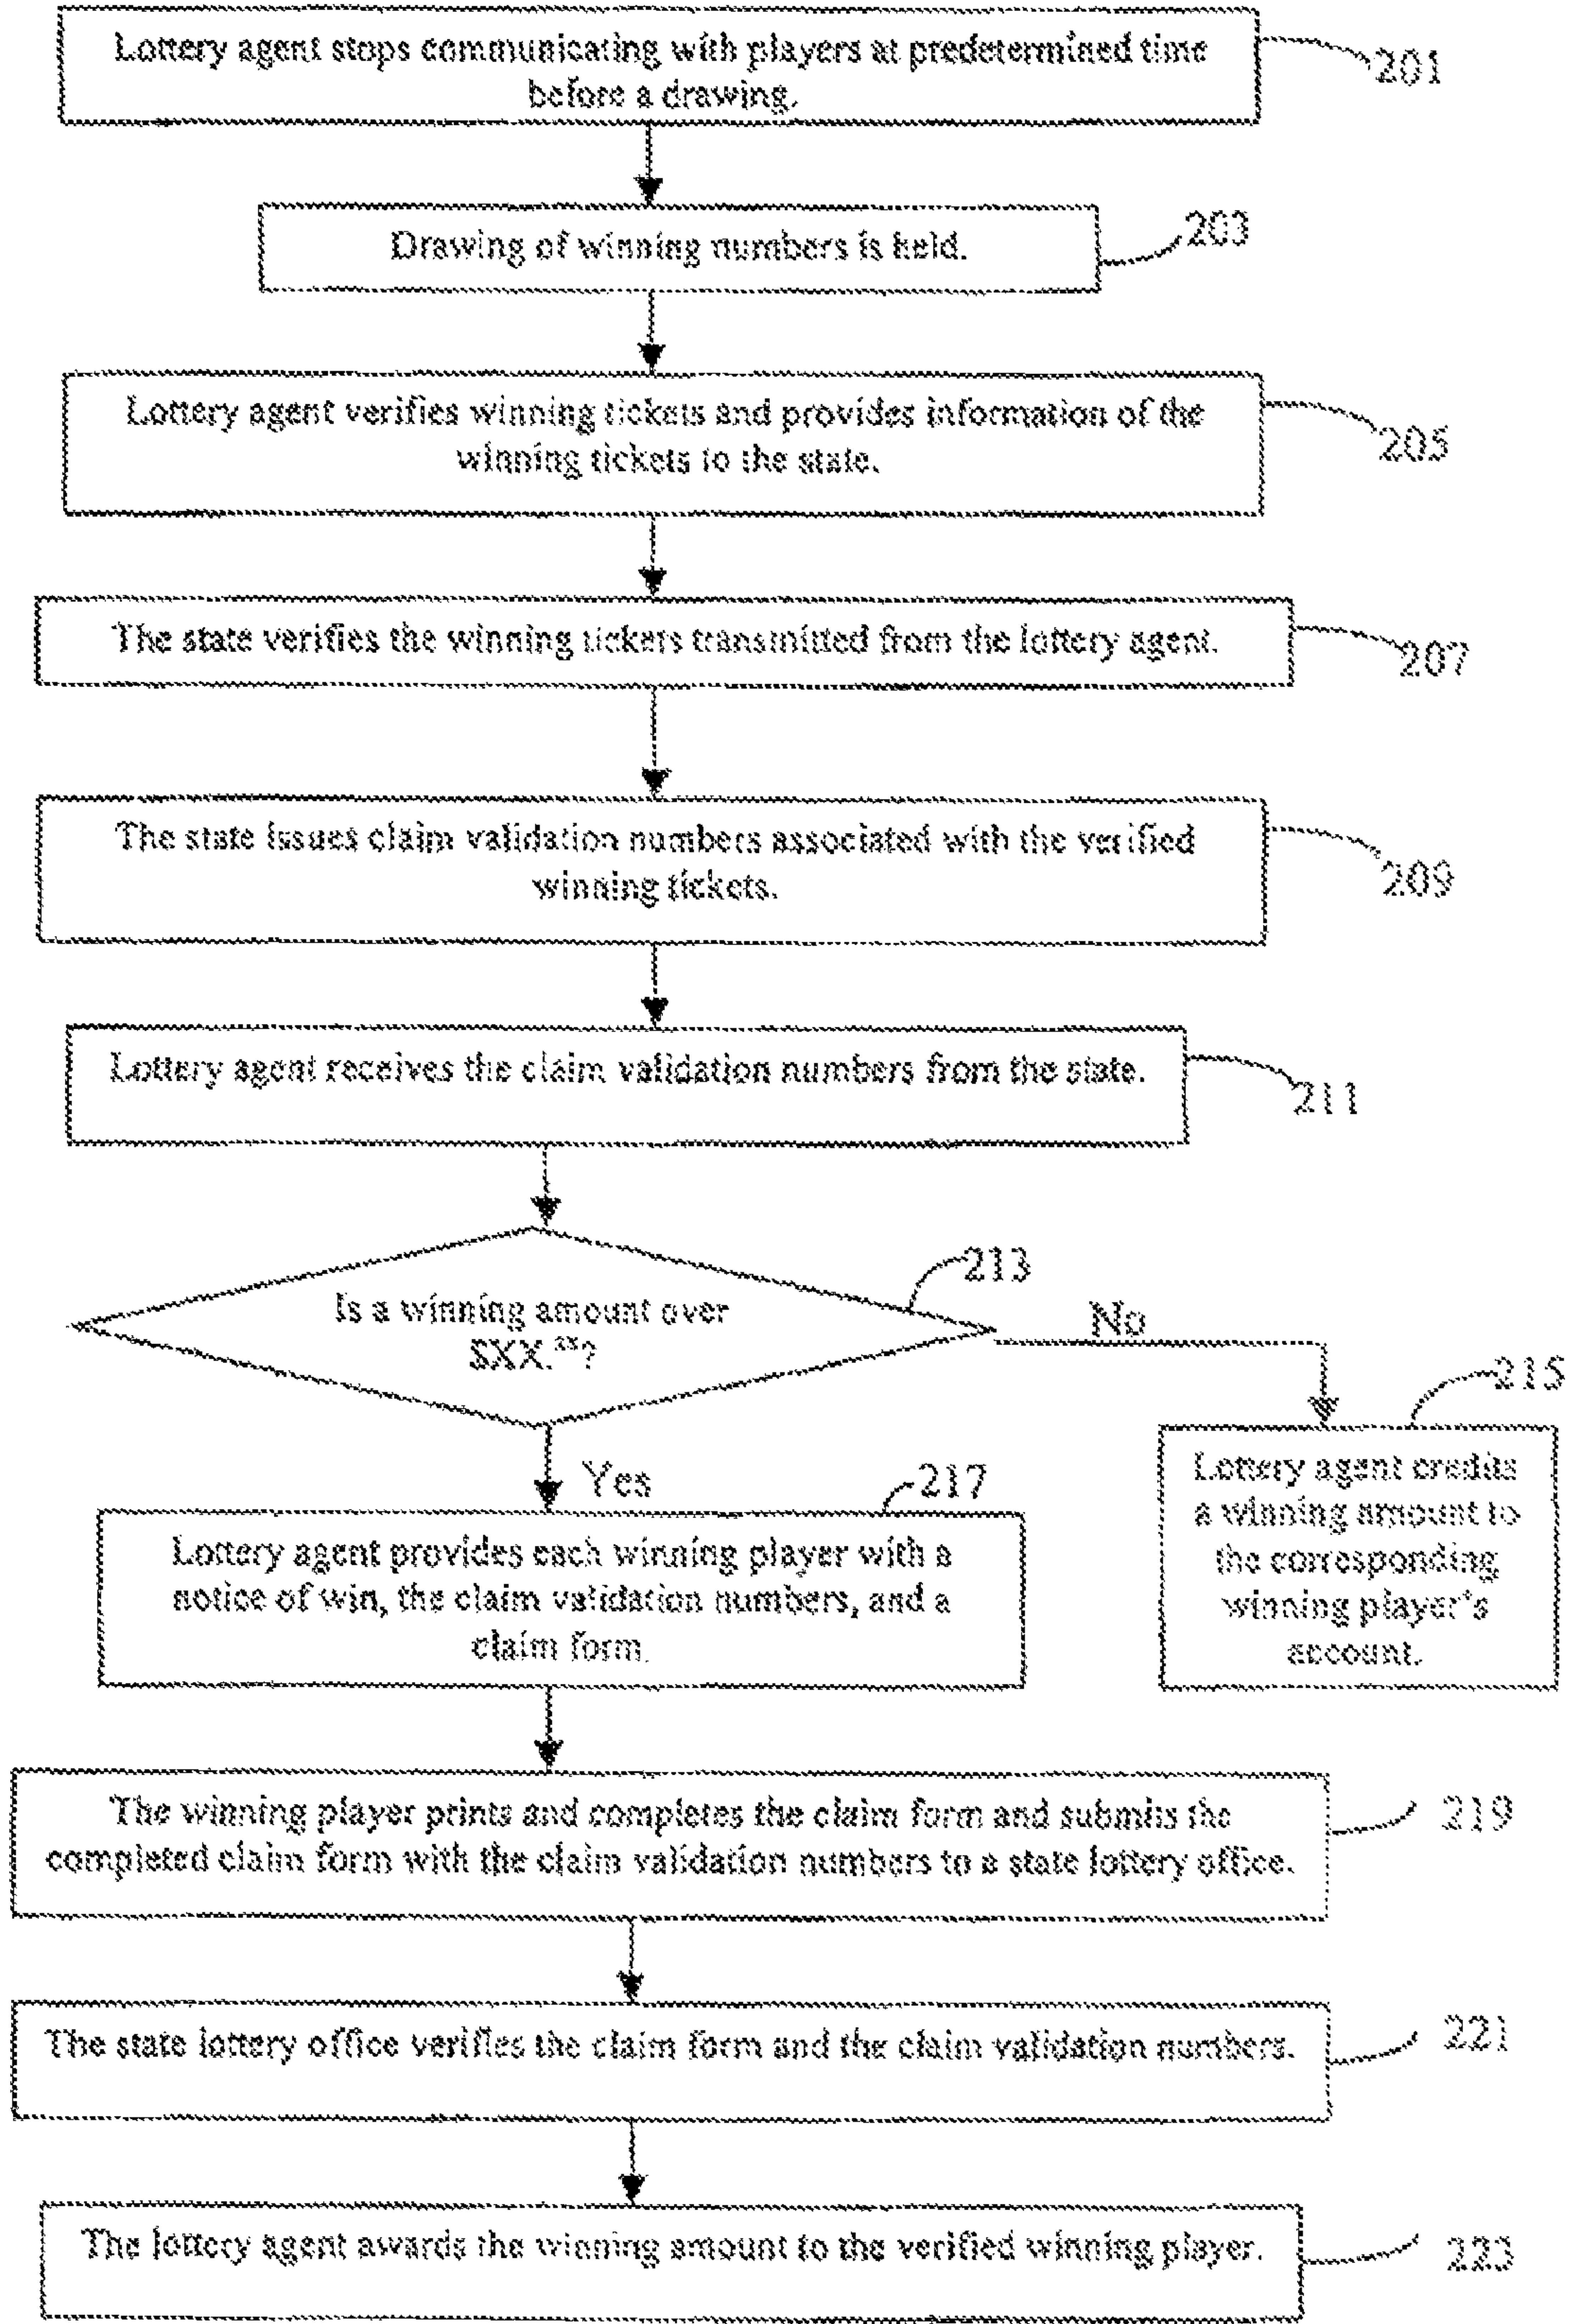 Lottery agent stops communicating with players at predetermined time
before a drawing.
201
Drawing of winning numbers is held.
203
Lottery agent verifies winning tickets and provides information of the
winning tickets to the state.
205
The state verifies the winning tickets transmitted from the lottery agent.
207
The state issues claim validation numbers associated with the verified
winning tickets.
209
Lottery agent receives the claim validation numbers from the state.
211
213
Is a winning amount over
$XX.xx?
No
215
Lottery agent credits
a winning amount to
the corresponding
winning player's
account.
Yes
217
Lottery agent provides each winning player with a
notice of win, the claim validation numbers, and a
claim form.
The winning player prints and completes the claim form and submits the
completed claim form with the claim validation numbers to a state lottery office.
219
The state lottery office verifies the claim form and the claim validation numbers.
221
The lottery agent awards the winning amount to the verified winning player.
223